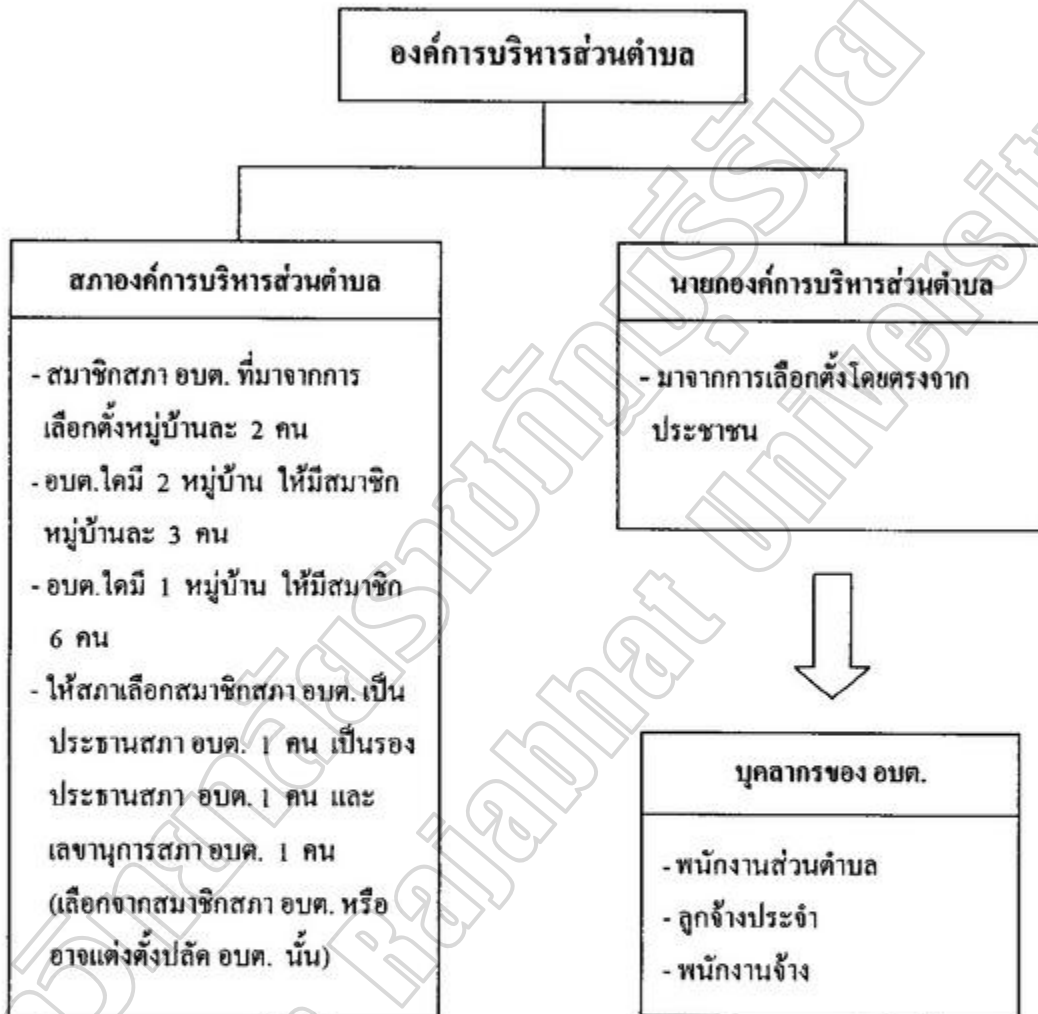 องค์การบริหารส่วนตำบล
สภาองค์การบริหารส่วนตำบล
- สมาชิกสภา อบต. ที่มาจากการ
เลือกตั้งหมู่บ้านละ 2 คน
- อบต.ใดมี 2 หมู่บ้าน ให้มีสมาชิก
หมู่บ้านละ 3 คน
- อบต.ใดมี 1 หมู่บ้าน ให้มีสมาชิก
6 คน
- ให้สภาเลือกสมาชิกสภา อบต. เป็น
ประธานสภา อบต. 1 คน เป็นรอง
ประธานสภา อบต. 1 คน และ
เลขานุการสภา อบต. 1 คน
(เลือกจากสมาชิกสภา อบต. หรือ
อาจแต่งตั้งปลัด อบต. นั้น)
นายกองค์การบริหารส่วนตำบล
- มาจากการเลือกตั้งโดยตรงจาก
ประชาชน
บุคลากรของ อบต.
- พนักงานส่วนตำบล
- ลูกจ้างประจำ
- พนักงานจ้าง
Rajabhat University